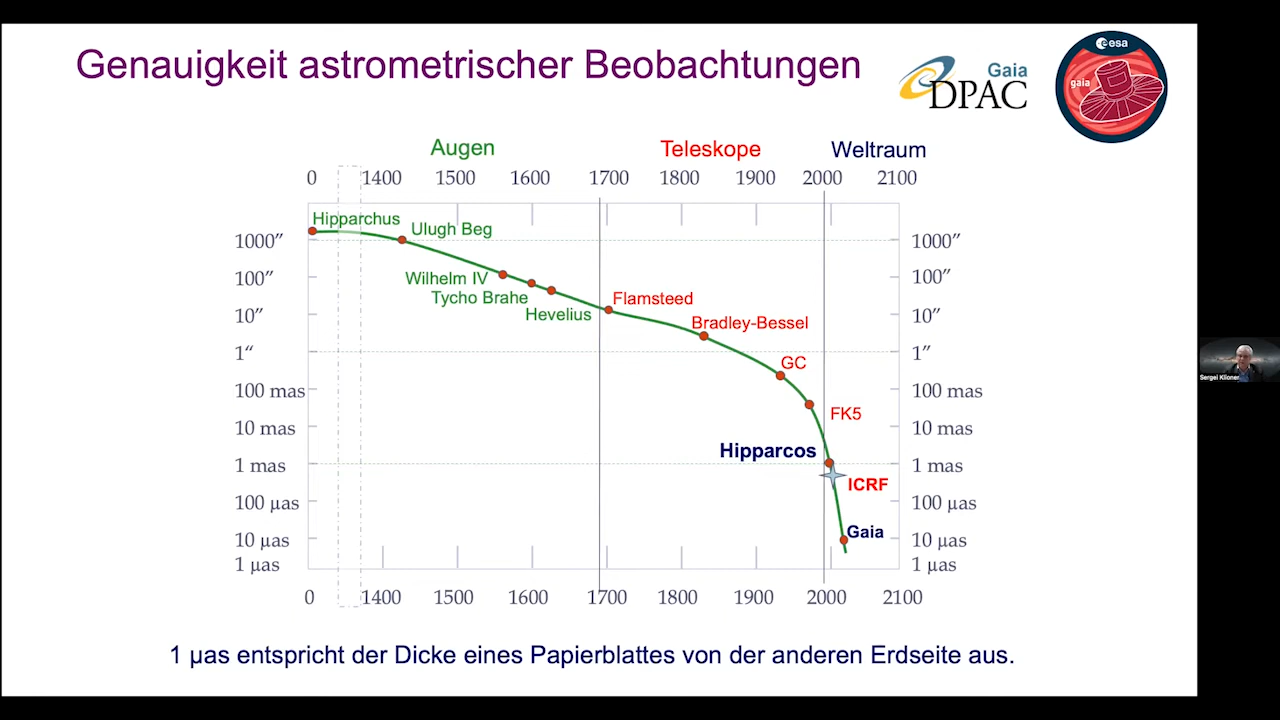 Genauigkeit astrometrischer Beobachtungen
Gaia
DPAC
esa
gaia
Augen
Teleskope
Weltraum
0 1400 1500 1600 1700 1800 1900 2000 2100
Hipparchus
Ulugh Beg
Wilhelm IV
Tycho Brahe
Hevelius
Flamsteed
Bradley-Bessel
GC
FK5
Hipparcos
ICRF
Gaia
1000″ 1000″
100″ 100″
10″ 10″
1“ 1″
100 mas 100 mas
10 mas 10 mas
1 mas 1 mas
100 µas 100 µas
10 µas 10 µas
1 µas 1 µas
0 1400 1500 1600 1700 1800 1900 2000 2100
1 µas entspricht der Dicke eines Papierblattes von der anderen Erdseite aus.
Sergei Klioner